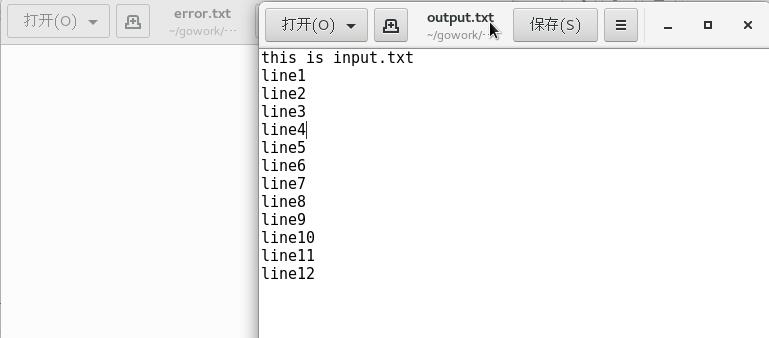 打开(O)
error.txt
~/gowork/···
打开(O)
output.txt
~/gowork/···
保存(S)
this is input.txt
line1
line2
line3
line4
line5
line6
line7
line8
line9
line10
line11
line12